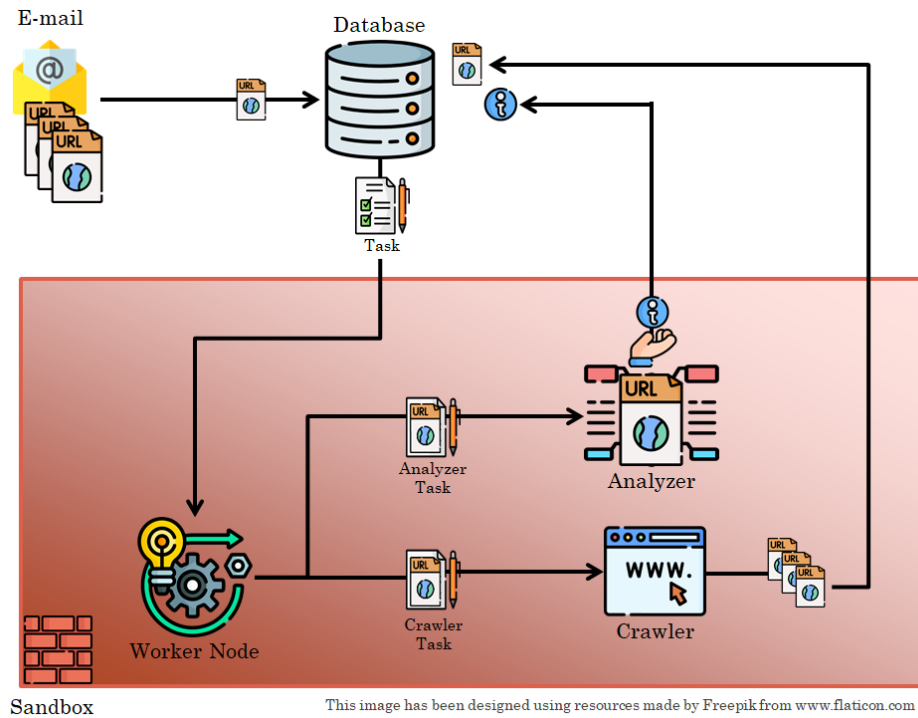 E-mail
Database
URL
URL
@
URL
URL
URL
Task
URL
Analyzer
Task
URL
Analyzer
URL
Crawler
Task
www.
Crawler
URL
URL
URL
Worker Node
Sandbox
This image has been designed using resources made by Freepik from www.flaticon.com